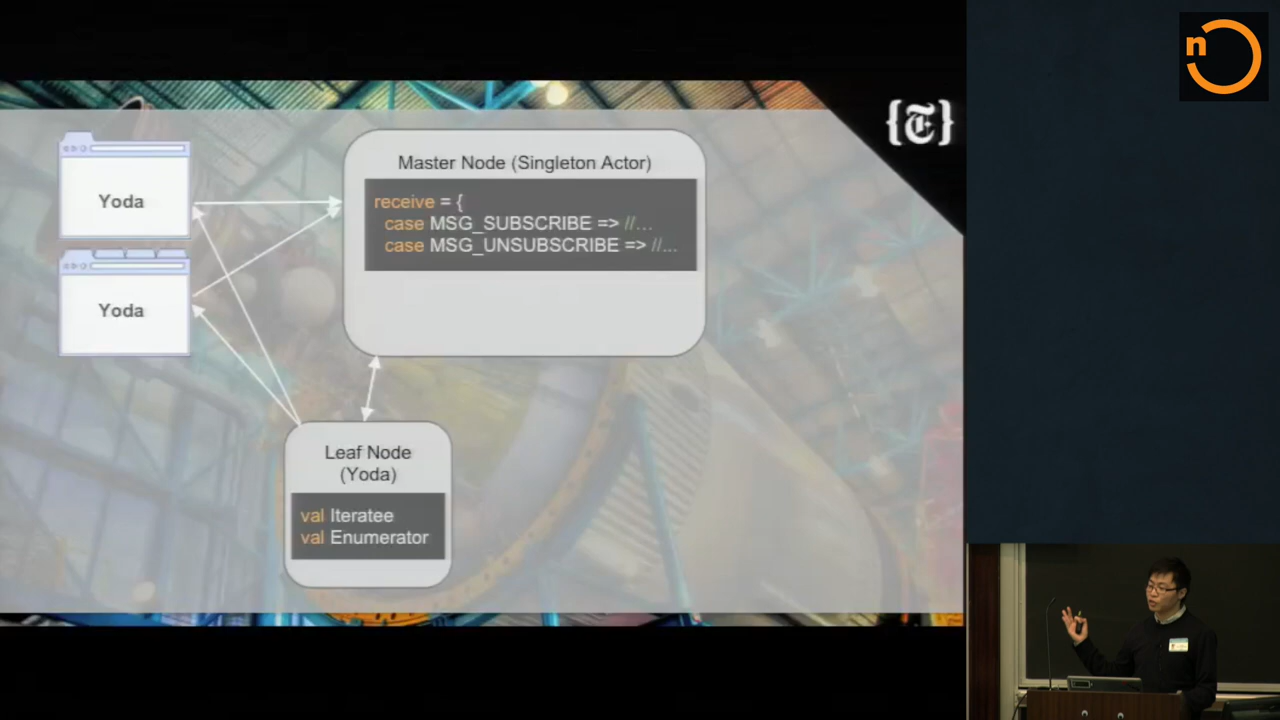 Yoda
Yoda
Master Node (Singleton Actor)
receive = {
case MSG_SUBSCRIBE => //...
case MSG_UNSUBSCRIBE => //...
Leaf Node
(Yoda)
val Iteratee
val Enumerator
{T}
n